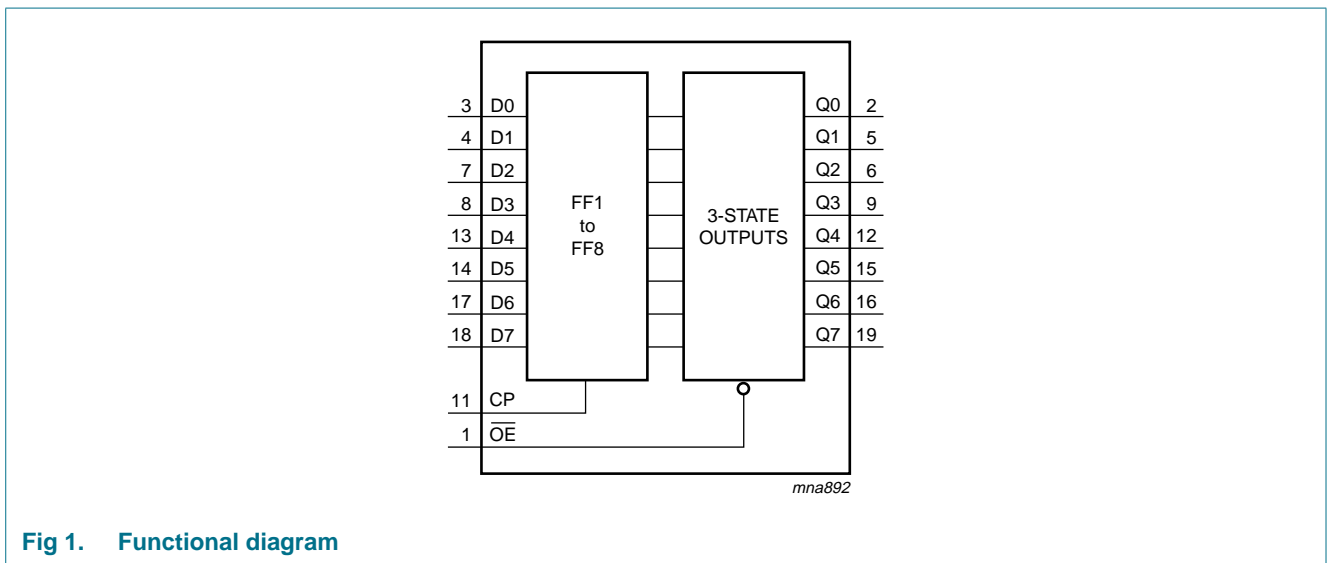 3 D0 Q0 2
4 D1 Q1 5
7 D2 Q2 6
8 D3 FF1 Q3 9
to 3-STATE
13 D4 FF8 OUTPUTS Q4 12
14 D5 Q5 15
17 D6 Q6 16
18 D7 Q7 19
11 CP
1 O̅E̅
mna892
Fig 1. Functional diagram